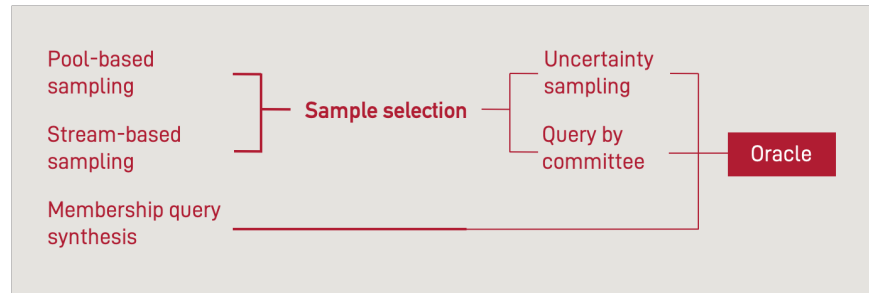 Pool-based
sampling
Stream-based
sampling
Membership query
synthesis
Sample selection
Uncertainty
sampling
Query by
committee
Oracle